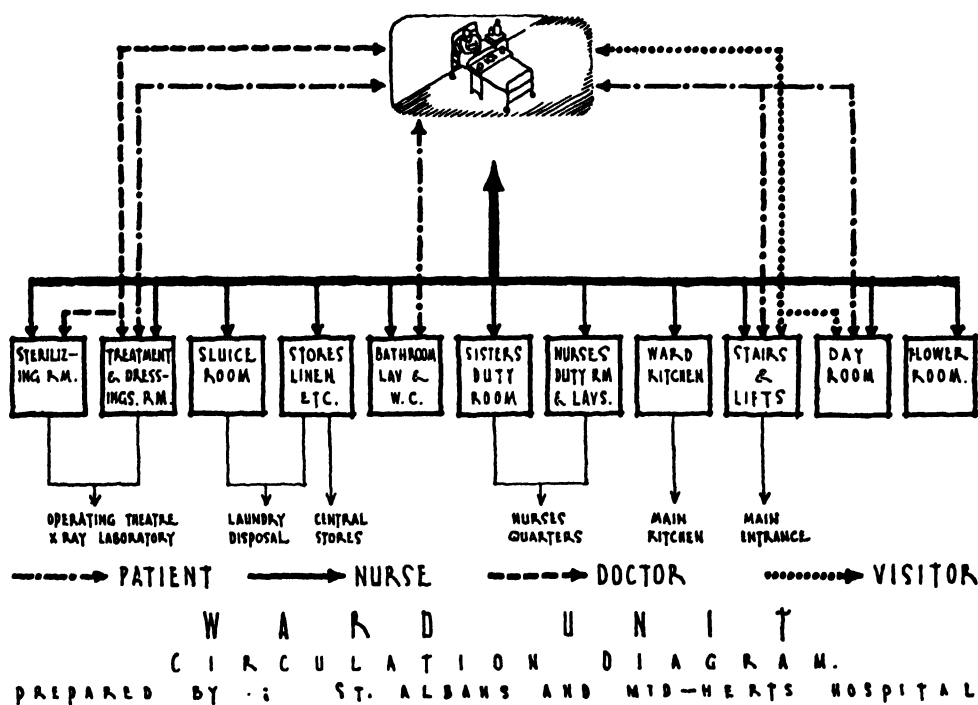 STERILIZ-
ING RM.
TREATMENT
& DRESS-
INGS. RM.
SLUICE
ROOM
STORES
LINEN
ETC.
BATHROOM
LAV &
W.C.
SISTERS
DUTY
ROOM
NURSES
DUTY RM
& LAVS.
WARD
KITCHEN
STAIRS
&
LIFTS
DAY
ROOM
FLOWER
ROOM.
OPERATING THEATRE
X RAY LABORATORY
LAUNDRY
DISPOSAL
CENTRAL
STORES
NURSES
QUARTERS
MAIN
KITCHEN
MAIN
ENTRANCE
PATIENT
NURSE
DOCTOR
VISITOR
WARD UNIT
CIRCULATION DIAGRAM.
PREPARED BY .: ST. ALBANS AND MID-HERTS HOSPITAL